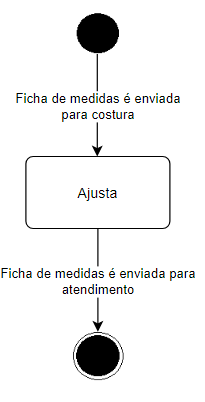 Ficha de medidas é enviada
para costura
Ajusta
Ficha de medidas é enviada para
atendimento